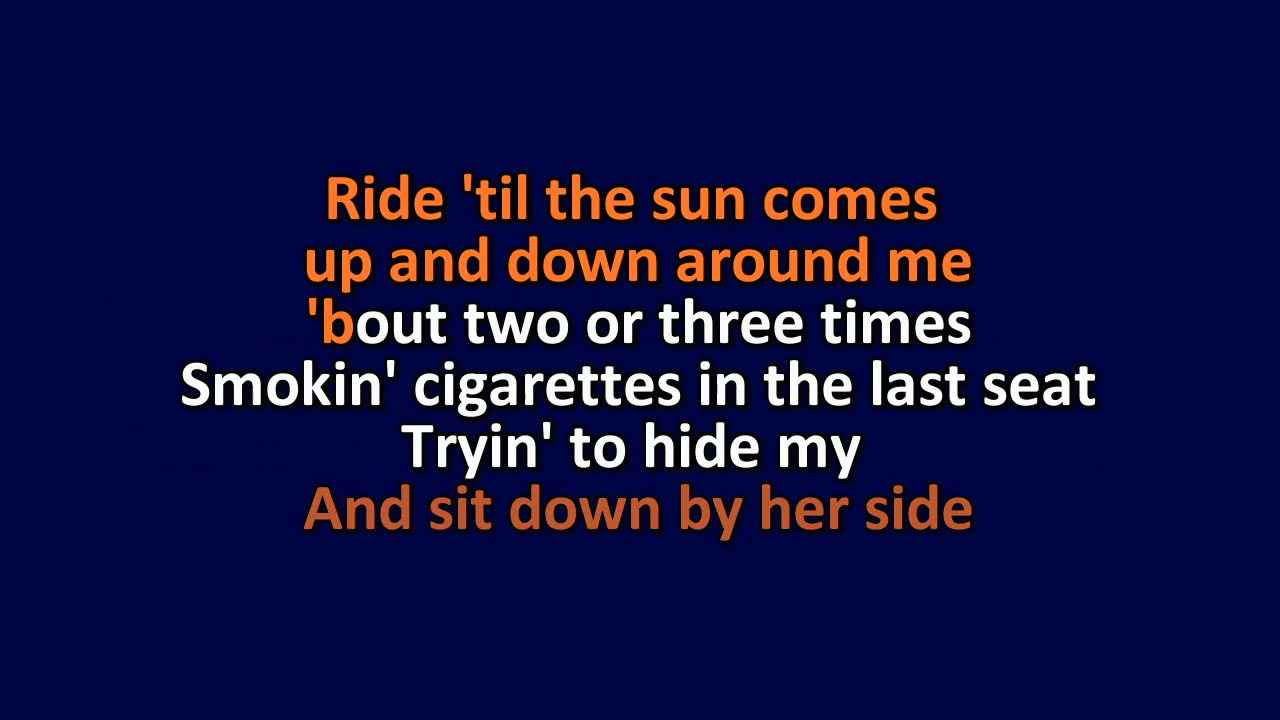 Ride 'til the sun comes
up and down around me
'bout two or three times
Smokin' cigarettes in the last seat
Tryin' to hide my
And sit down by her side